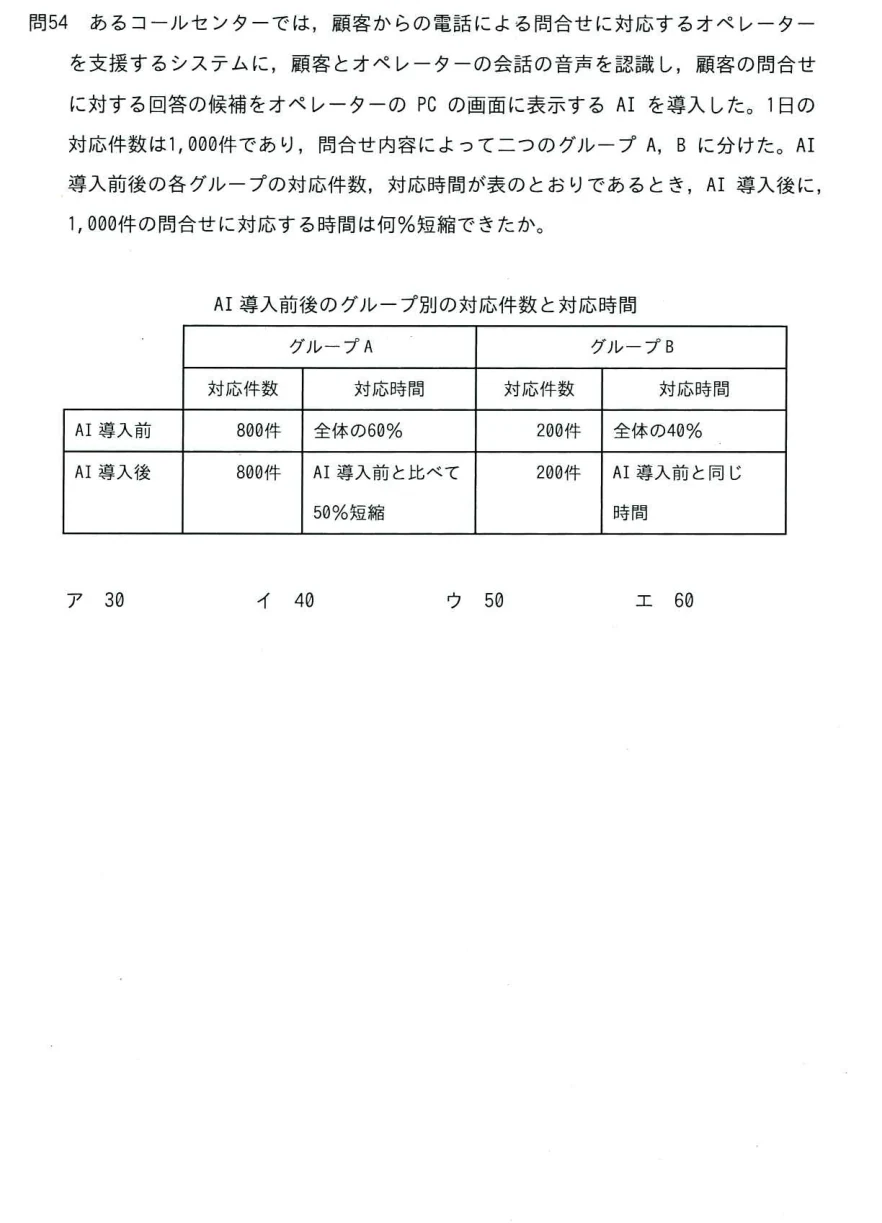 問54 あるコールセンターでは，顧客からの電話による問合せに対応するオペレーター
を支援するシステムに，顧客とオペレーターの会話の音声を認識し，顧客の問合せ
に対する回答の候補をオペレーターの PC の画面に表示する AI を導入した。1日の
対応件数は1,000件であり，問合せ内容によって二つのグループ A，B に分けた。AI
導入前後の各グループの対応件数，対応時間が表のとおりであるとき，AI 導入後に，
1,000件の問合せに対応する時間は何％短縮できたか。
AI 導入前後のグループ別の対応件数と対応時間
グループ A グループ B
対応件数 対応時間 対応件数 対応時間
AI 導入前 800件 全体の60％ 200件 全体の40％
AI 導入後 800件 AI 導入前と比べて 200件 AI 導入前と同じ
50％短縮 時間
ア 30 イ 40 ウ 50 エ 60